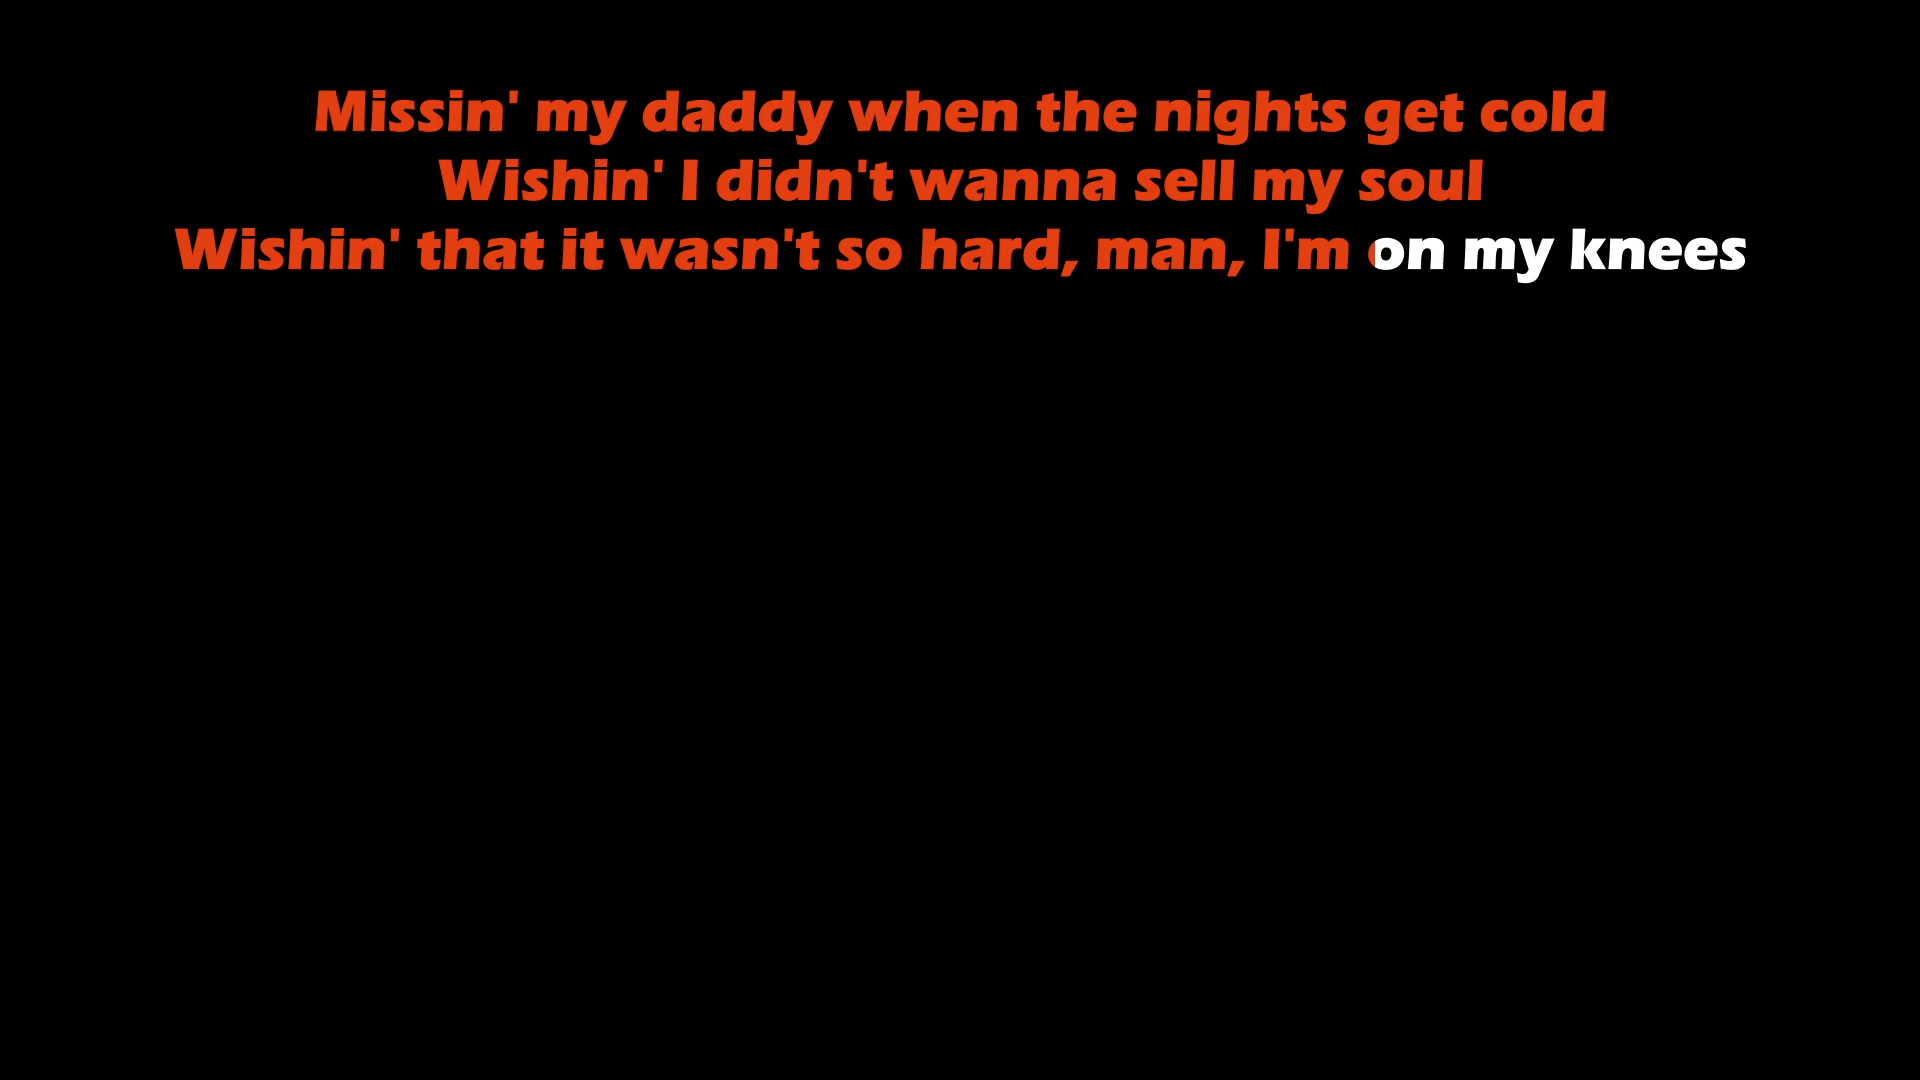 Missin' my daddy when the nights get cold
Wishin' I didn't wanna sell my soul
Wishin' that it wasn't so hard, man, I'm on my knees